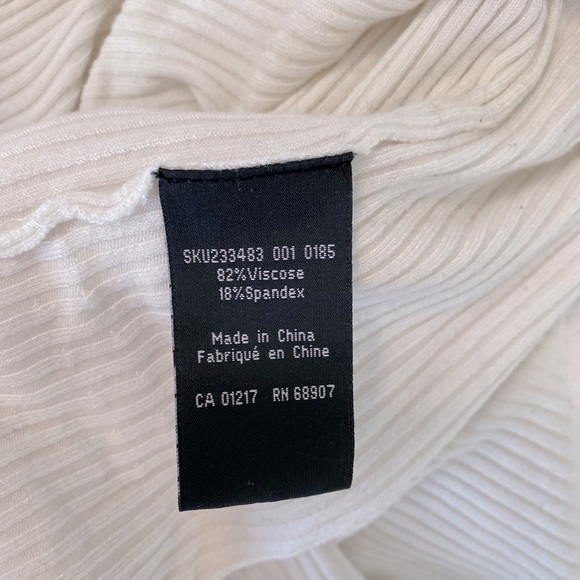 SKU233483 001 0185
82%Viscose
18%Spandex
Made in China
Fabriqué en Chine
CA 01217 RN 68907